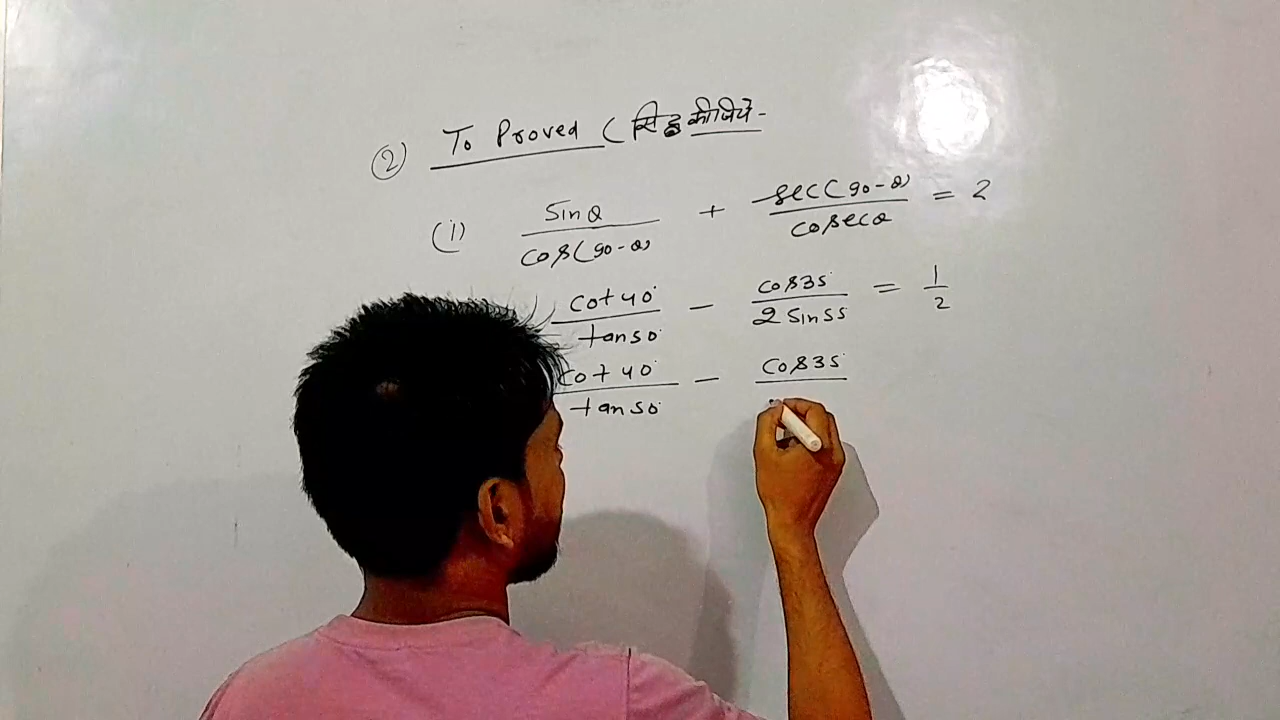 ② To Proved ( सिद्ध कीजिये -
(i) sinθ / cos(90-θ) + sec(90-θ) / cosecθ = 2
) cot40° / tan50° - cos35° / 2 sin55 = 1/2
cot40° / tan50° - cos35°